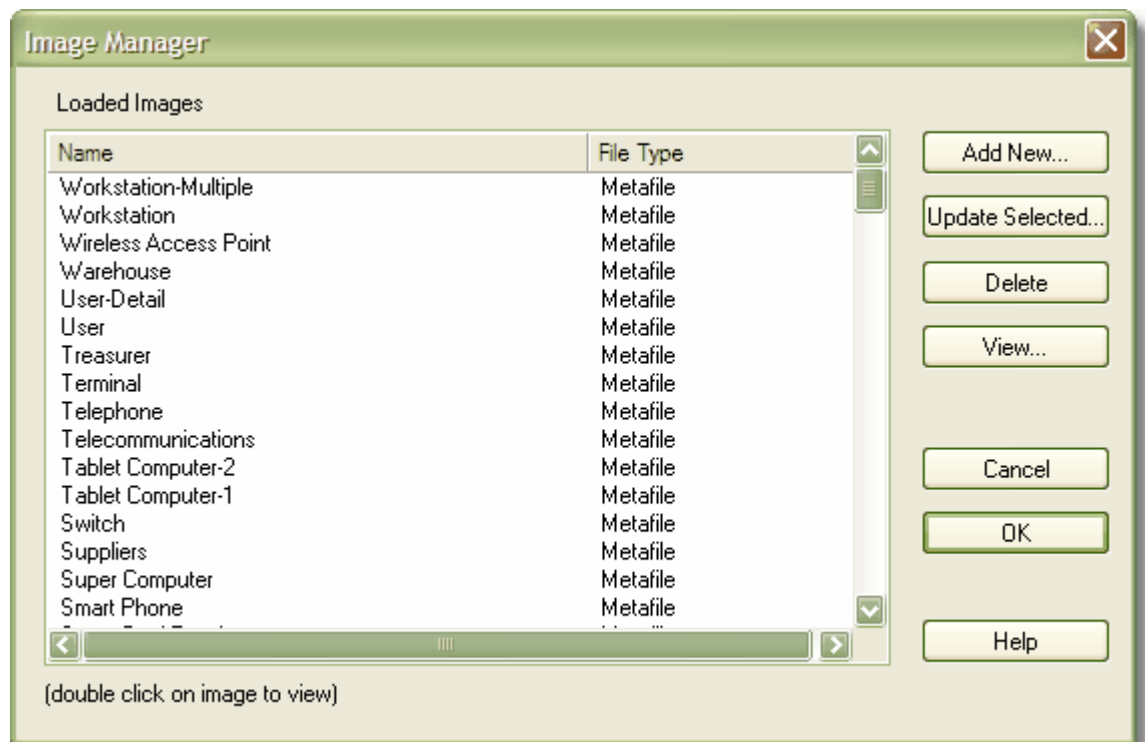 Image Manager
Loaded Images
Name File Type
Workstation-Multiple Metafile
Workstation Metafile
Wireless Access Point Metafile
Warehouse Metafile
User-Detail Metafile
User Metafile
Treasurer Metafile
Terminal Metafile
Telephone Metafile
Telecommunications Metafile
Tablet Computer-2 Metafile
Tablet Computer-1 Metafile
Switch Metafile
Suppliers Metafile
Super Computer Metafile
Smart Phone Metafile
(double click on image to view)
Add New...
Update Selected...
Delete
View...
Cancel
OK
Help